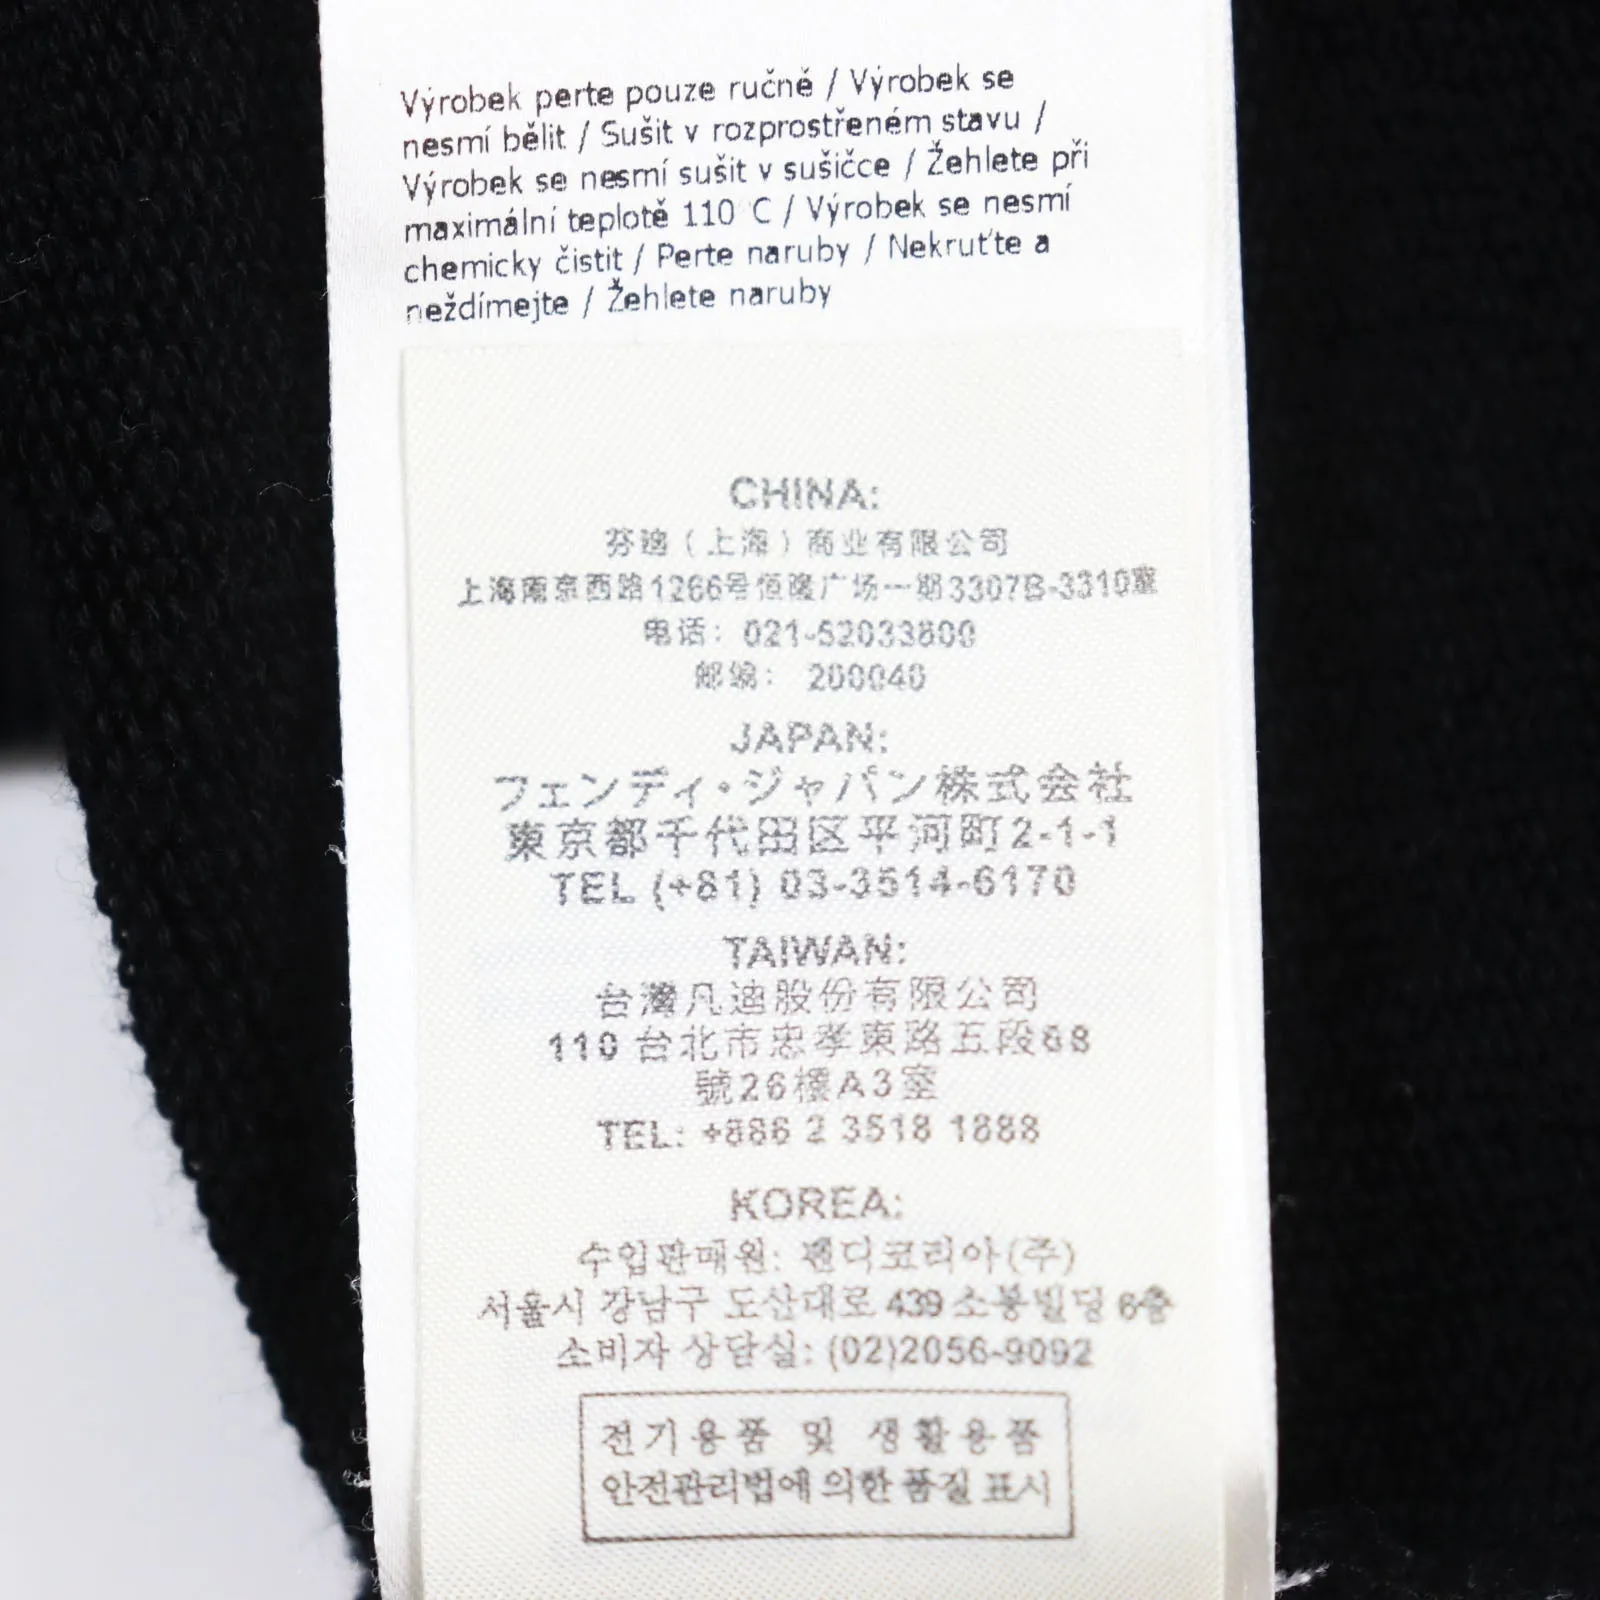 Výrobek perte pouze ručně / Výrobek se
nesmí bělit / Sušit v rozprostřeném stavu /
Výrobek se nesmí sušit v sušičce / Žehlete při
maximální teplotě 110 C / Výrobek se nesmí
chemicky čistit / Perte naruby / Nekruťte a
neždímejte / Žehlete naruby
CHINA:
芬迪（上海）商业有限公司
上海南京西路1266号恒隆广场一期3307B-3310室
电话：021-52033800
邮编：200040
JAPAN:
フェンディ・ジャパン株式会社
東京都千代田区平河町2-1-1
TEL (+81) 03-3514-6170
TAIWAN:
台灣凡迪股份有限公司
110 台北市忠孝東路五段68
號26樓A3室
TEL: +886 2 3518 1888
KOREA:
수입판매원: 펜디코리아(주)
서울시 강남구 도산대로 439 소봉빌딩 6층
소비자 상담실: (02)2056-9092
전기용품 및 생활용품
안전관리법에 의한 품질 표시